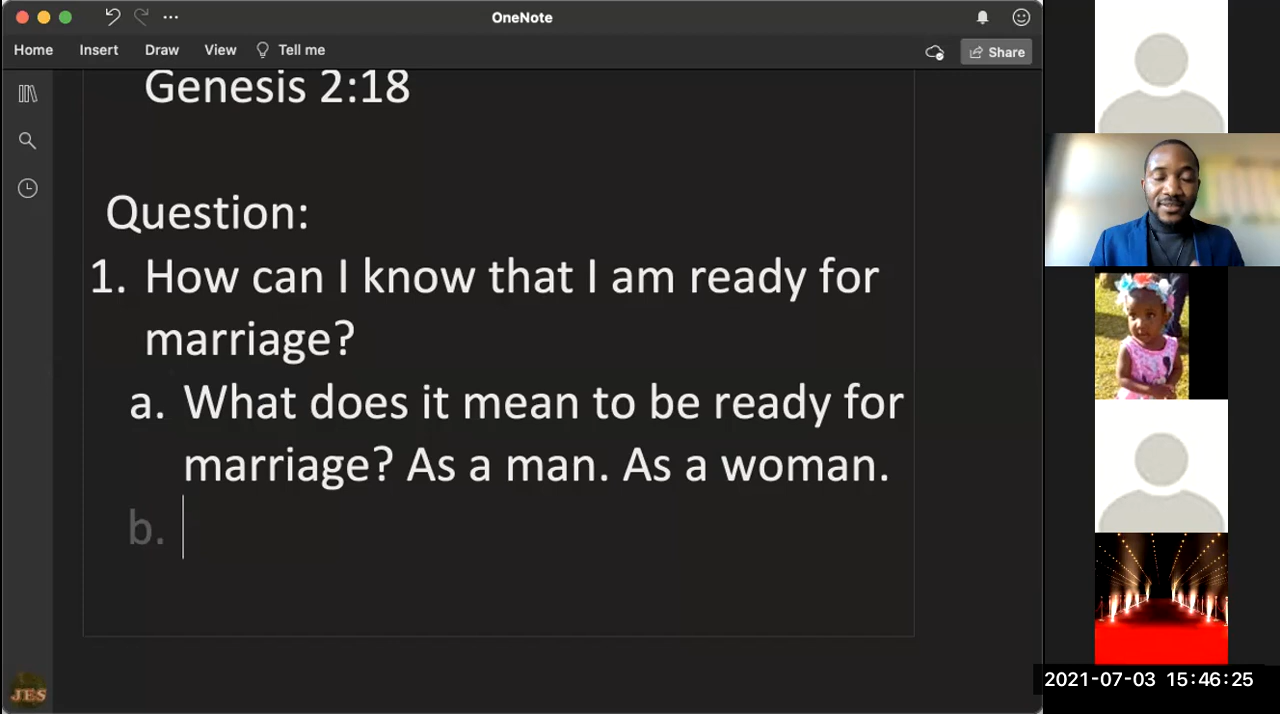 OneNote
Home Insert Draw View Tell me Share
Genesis 2:18
Question:
1. How can I know that I am ready for
marriage?
a. What does it mean to be ready for
marriage? As a man. As a woman.
b.
JES
2021-07-03 15:46:25